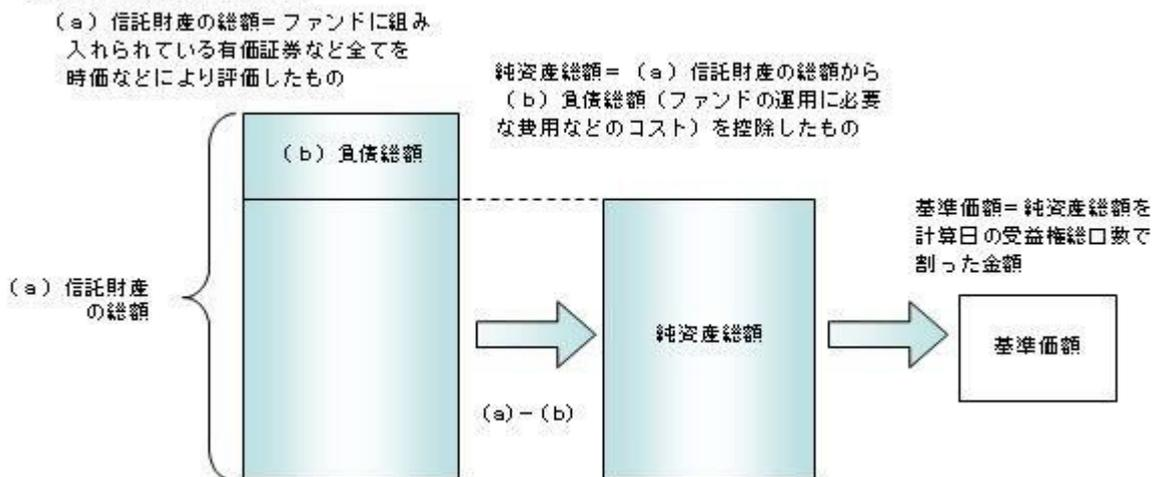 （a）信託財産の総額＝ファンドに組み
入れられている有価証券など全てを
時価などにより評価したもの
純資産総額＝（a）信託財産の総額から
（b）負債総額（ファンドの運用に必要
な費用などのコスト）を控除したもの
（b）負債総額
基準価額＝純資産総額を
計算日の受益権総口数で
割った金額
（a）信託財産
の総額
純資産総額
基準価額
(a)－(b)